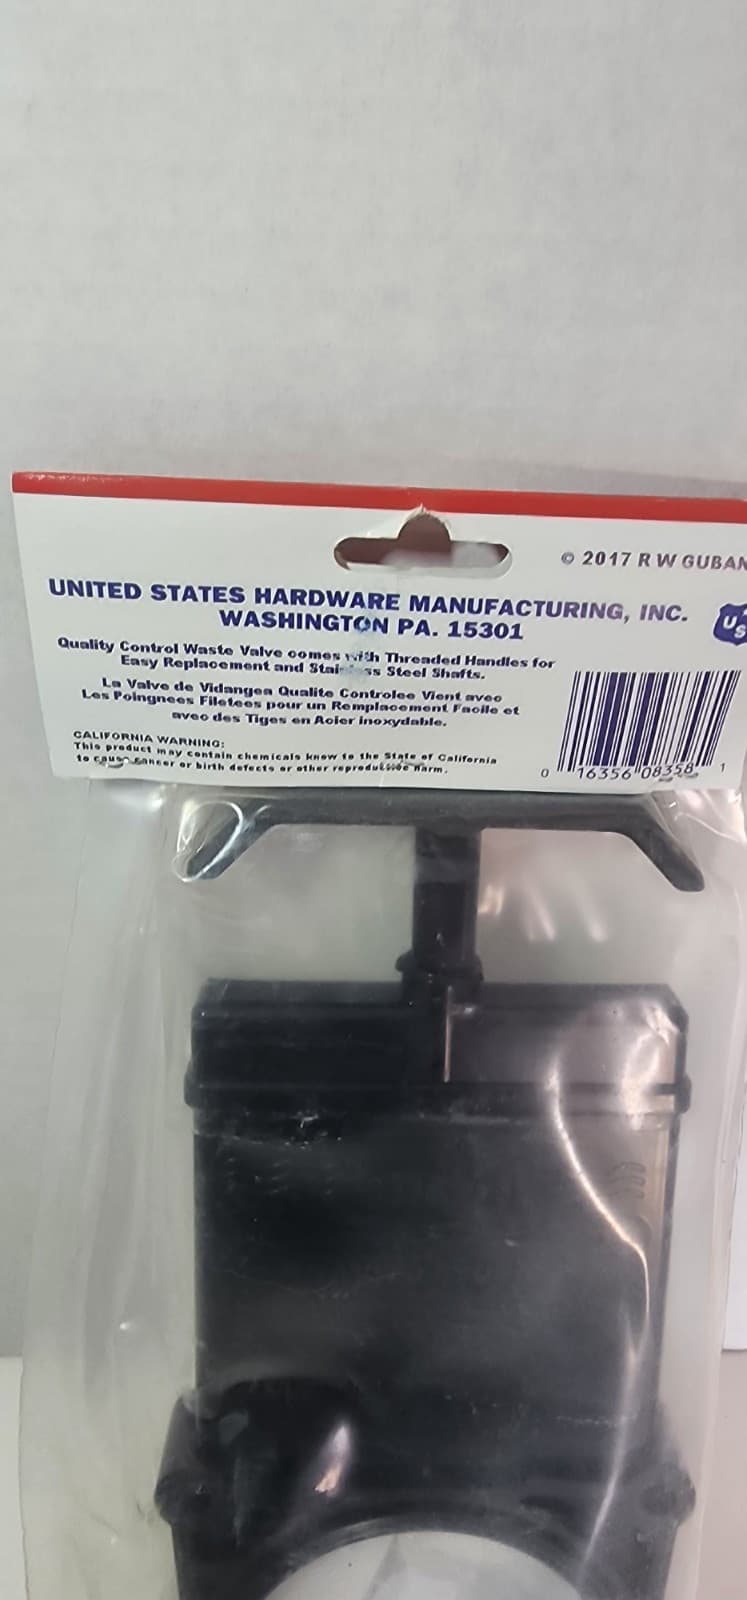 © 2017 R W GUBAN
UNITED STATES HARDWARE MANUFACTURING, INC.
WASHINGTON PA. 15301
US
Quality Control Waste Valve comes with Threaded Handles for
Easy Replacement and Stainless Steel Shafts.
La Valve de Vidangea Qualite Controlee Vient aveo
Les Poingnees Filetees pour un Remplacement Facile et
aveo des Tiges en Acier inoxydable.
CALIFORNIA WARNING:
This product may contain chemicals know to the State of California
to cause cancer or birth defects or other reproductive harm.
0 16356 08358 1